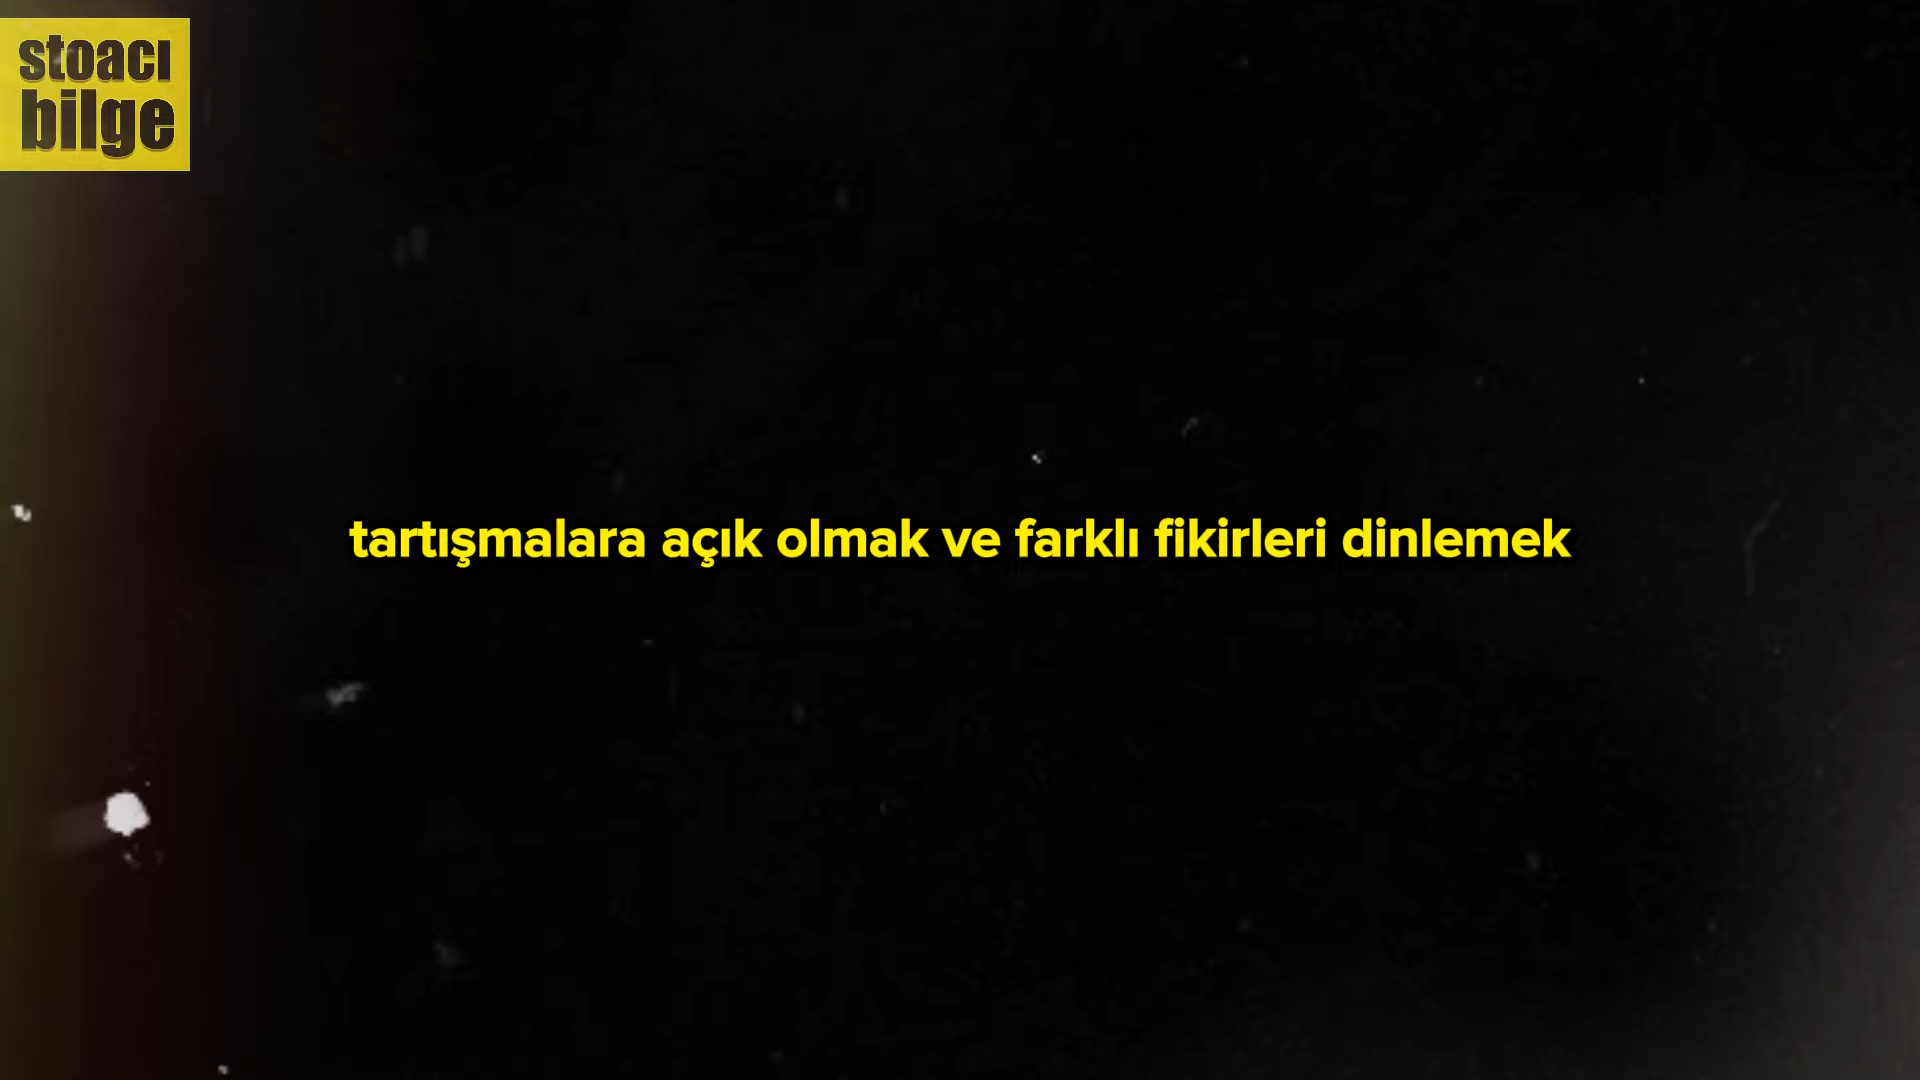 stoacı
bilge
tartışmalara açık olmak ve farklı fikirleri dinlemek